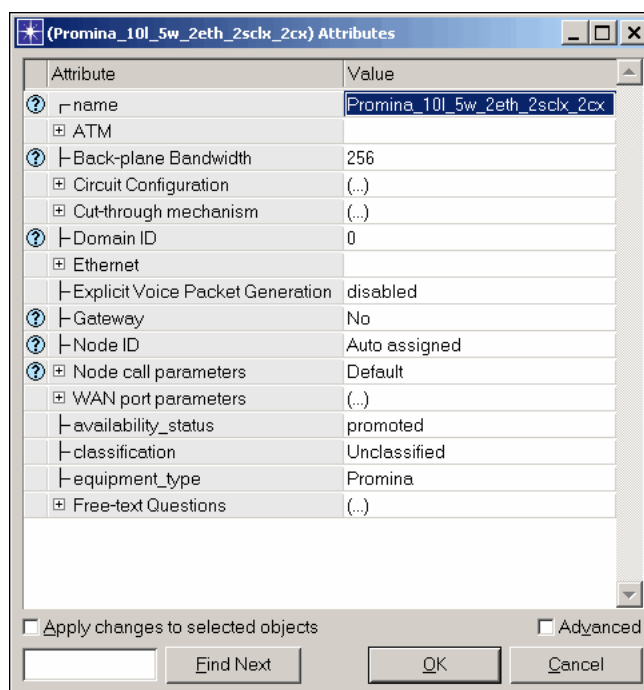 (Promina_10l_5w_2eth_2sclx_2cx) Attributes
Attribute Value
name Promina_10l_5w_2eth_2sclx_2cx
ATM
Back-plane Bandwidth 256
Circuit Configuration (...)
Cut-through mechanism (...)
Domain ID 0
Ethernet
Explicit Voice Packet Generation disabled
Gateway No
Node ID Auto assigned
Node call parameters Default
WAN port parameters (...)
availability_status promoted
classification Unclassified
equipment_type Promina
Free-text Questions (...)
Apply changes to selected objects Advanced
Find Next OK Cancel